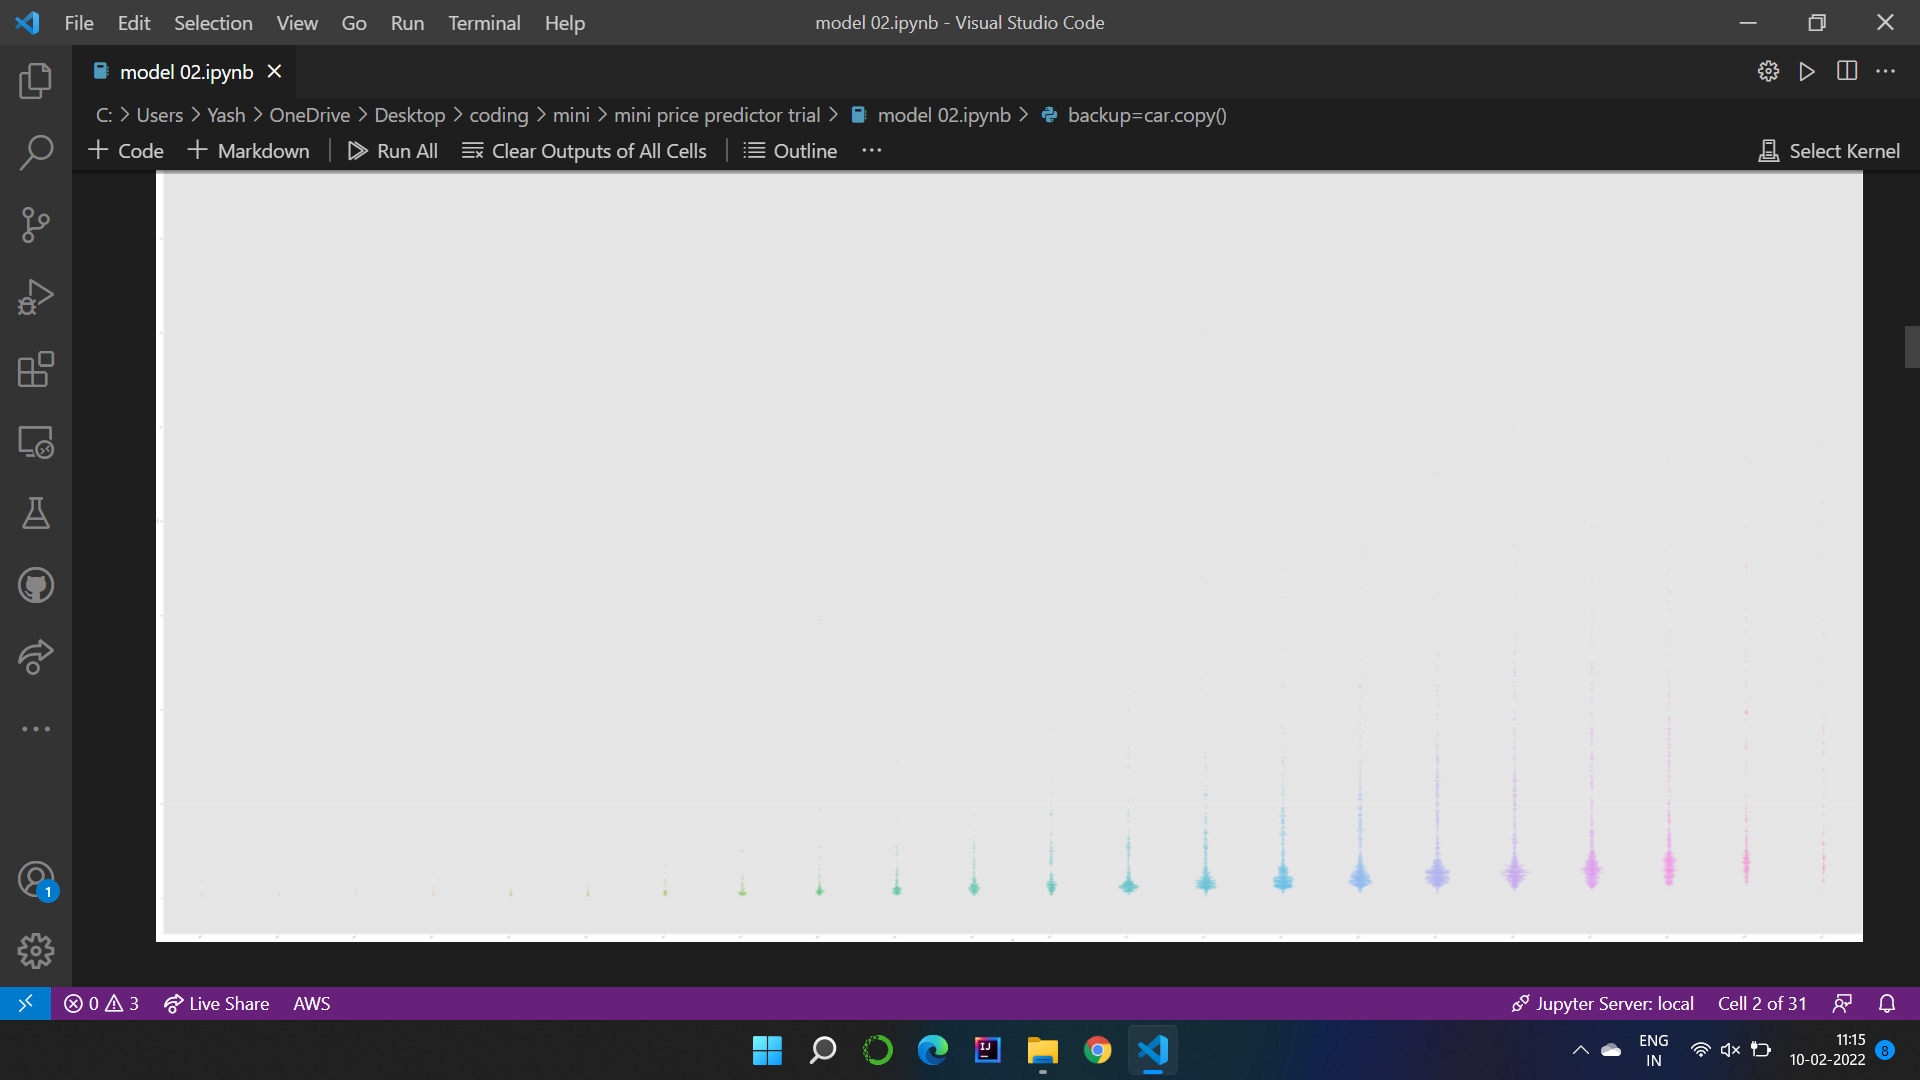 File Edit Selection View Go Run Terminal Help
model 02.ipynb - Visual Studio Code
model 02.ipynb
C: > Users > Yash > OneDrive > Desktop > coding > mini > mini price predictor trial > model 02.ipynb > backup=car.copy()
+ Code + Markdown Run All Clear Outputs of All Cells Outline ...
Select Kernel
1
0 3 Live Share AWS
Jupyter Server: local Cell 2 of 31
IJ
ENG
IN
11:15
10-02-2022
8